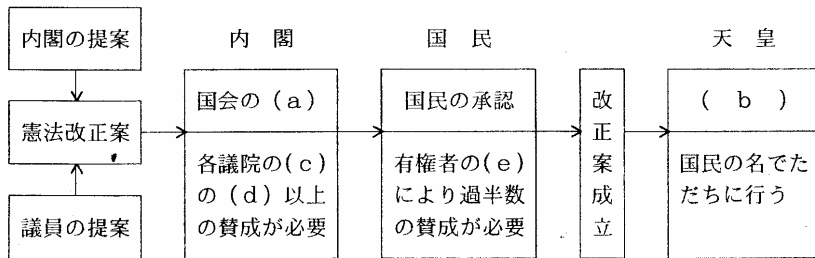 内閣の提案
憲法改正案
議員の提案
内 閣
国会の (a)
各議院の(c)
の (d) 以上
の賛成が必要
国 民
国民の承認
有権者の(e)
により過半数
の賛成が必要
改
正
案
成
立
天 皇
( b )
国民の名でた
だちに行う